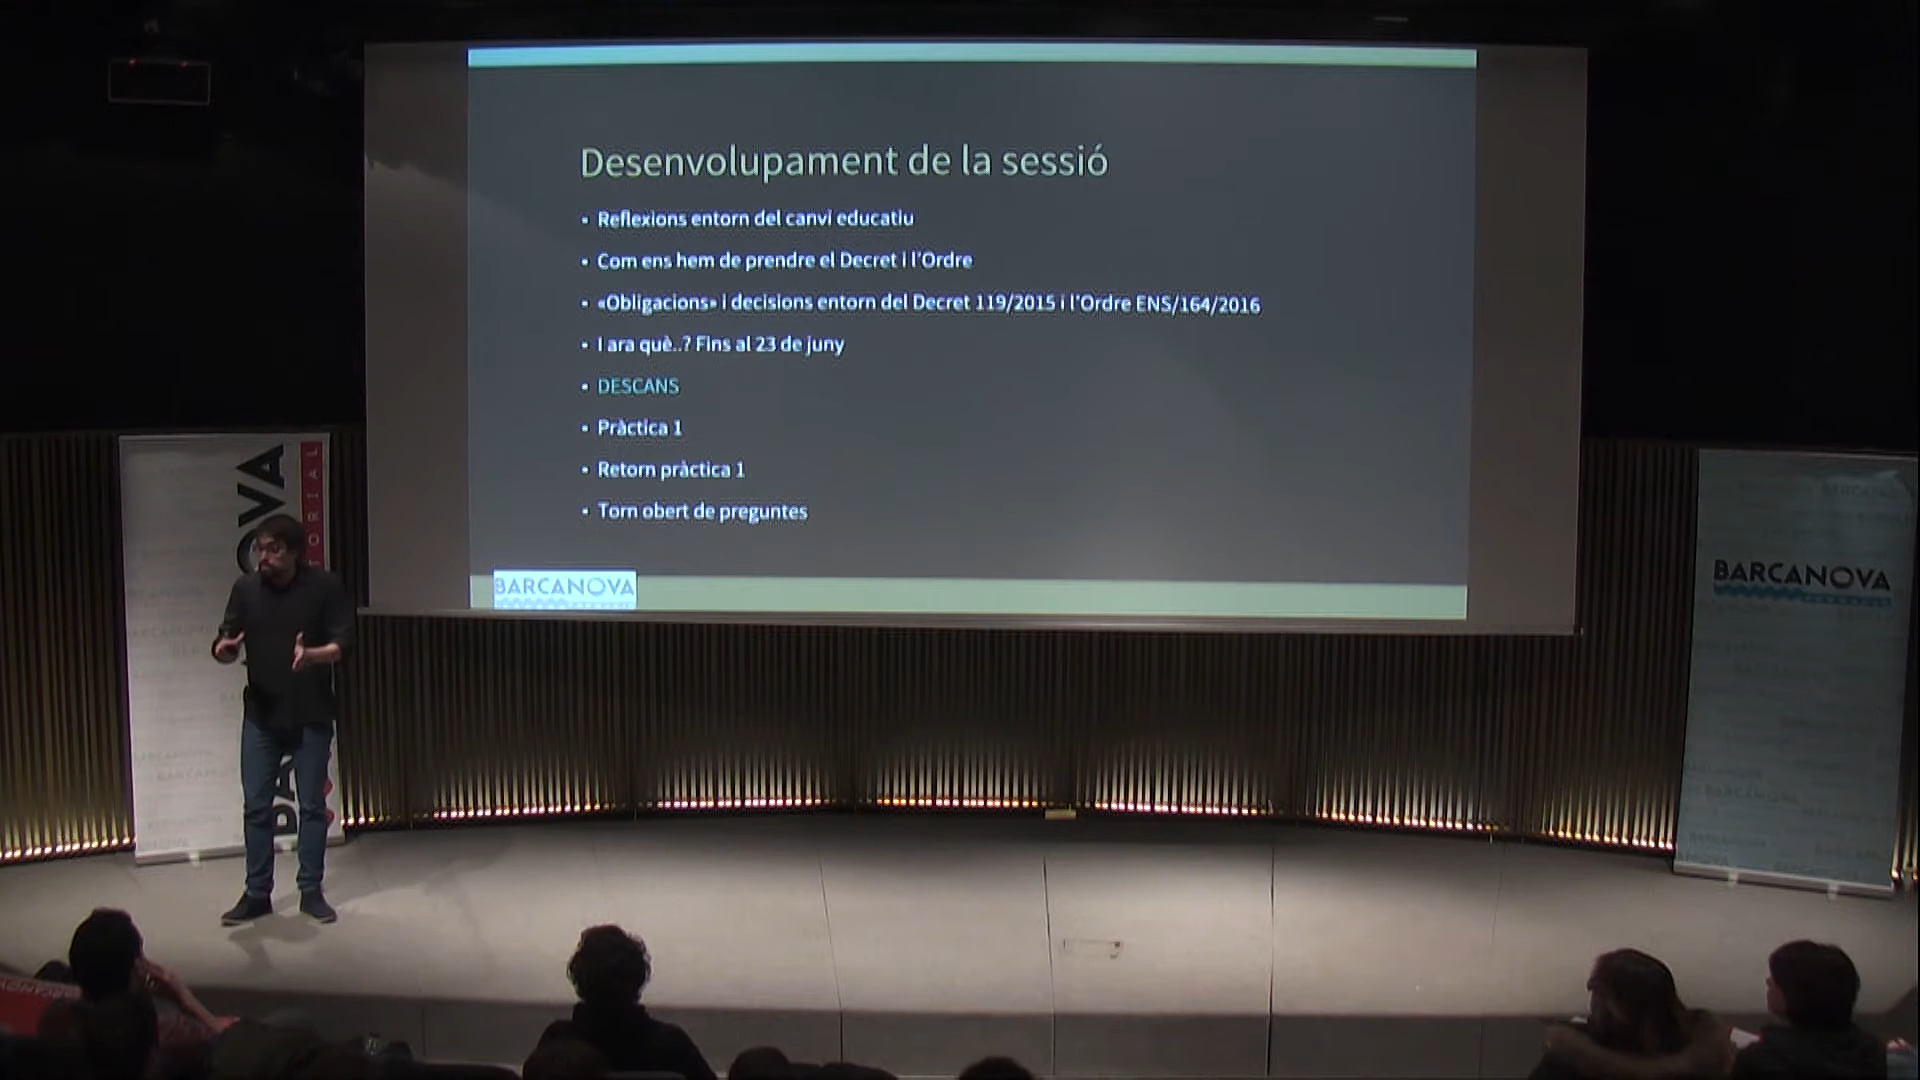 Desenvolupament de la sessió
▪ Reflexions entorn del canvi educatiu
▪ Com ens hem de prendre el Decret i l'Ordre
▪ «Obligacions» i decisions entorn del Decret 119/2015 i l'Ordre ENS/164/2016
▪ I ara què..? Fins al 23 de juny
▪ DESCANS
▪ Pràctica 1
▪ Retorn pràctica 1
▪ Torn obert de preguntes
BARCANOVA
BARCANOVA